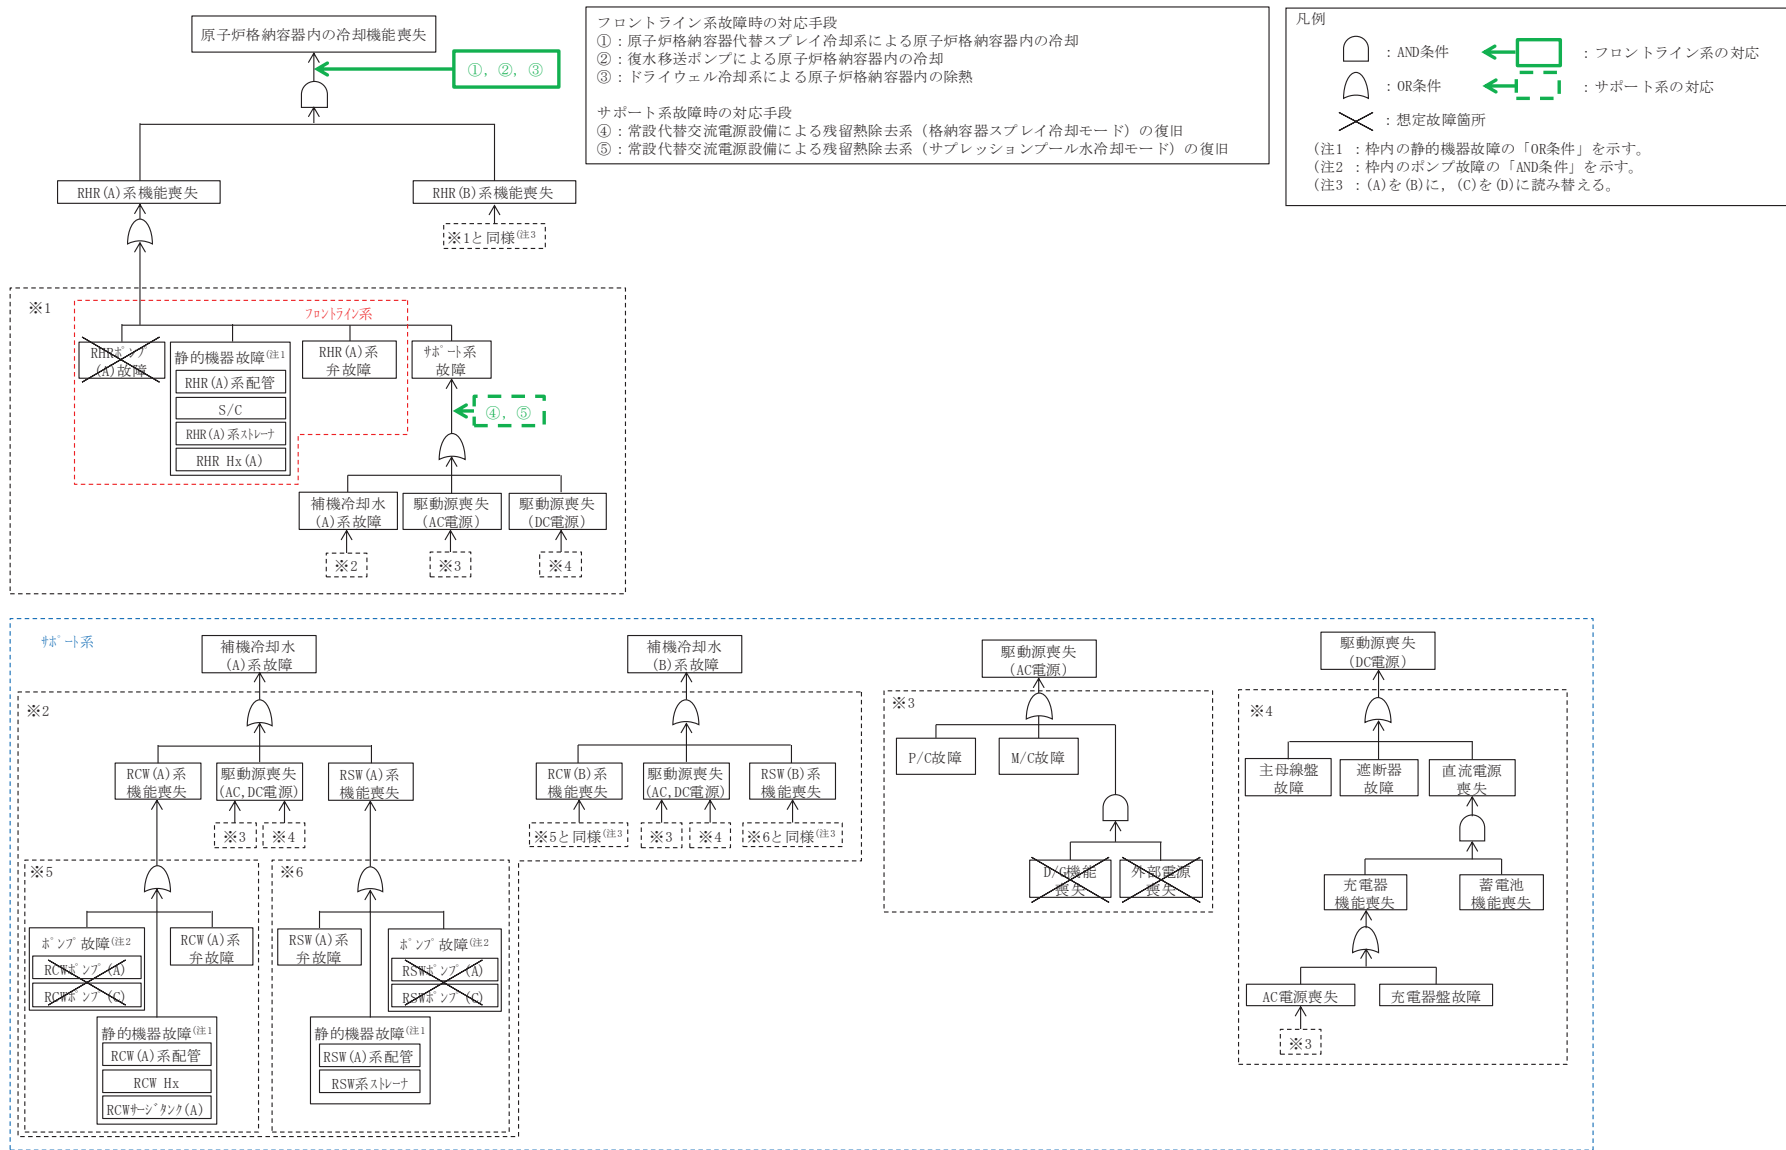 原子炉格納容器内の冷却機能喪失
①，②，③
フロントライン系故障時の対応手段
①：原子炉格納容器代替スプレイ冷却系による原子炉格納容器内の冷却
②：復水移送ポンプによる原子炉格納容器内の冷却
③：ドライウェル冷却系による原子炉格納容器内の除熱
サポート系故障時の対応手段
④：常設代替交流電源設備による残留熱除去系（格納容器スプレイ冷却モード）の復旧
⑤：常設代替交流電源設備による残留熱除去系（サプレッションプール水冷却モード）の復旧
凡例
：AND条件
：フロントライン系の対応
：OR条件
：サポート系の対応
：想定故障箇所
(注1 ：枠内の静的機器故障の「OR条件」を示す。
(注2 ：枠内のポンプ故障の「AND条件」を示す。
(注3 ：(A)を(B)に，(C)を(D)に読み替える。
RHR(A)系機能喪失
RHR(B)系機能喪失
※1と同様(注3
※1
フロントライン系
RHRポンプ
(A)故障
静的機器故障(注1
RHR(A)系配管
S/C
RHR(A)系ストレーナ
RHR Hx(A)
RHR(A)系
弁故障
サポート系
故障
④，⑤
補機冷却水
(A)系故障
駆動源喪失
(AC電源)
駆動源喪失
(DC電源)
※2
※3
※4
サポート系
補機冷却水
(A)系故障
補機冷却水
(B)系故障
駆動源喪失
(AC電源)
駆動源喪失
(DC電源)
※2
RCW(A)系
機能喪失
駆動源喪失
(AC,DC電源)
RSW(A)系
機能喪失
※3
※4
RCW(B)系
機能喪失
駆動源喪失
(AC,DC電源)
RSW(B)系
機能喪失
※5と同様(注3
※3
※4
※6と同様(注3
※3
P/C故障
M/C故障
D/G機能
喪失
外部電源
喪失
※4
主母線盤
故障
遮断器
故障
直流電源
喪失
充電器
機能喪失
蓄電池
機能喪失
AC電源喪失
充電器盤故障
※3
※5
ポンプ故障(注2
RCWポンプ(A)
RCWポンプ(C)
RCW(A)系
弁故障
静的機器故障(注1
RCW(A)系配管
RCW Hx
RCWサージタンク(A)
※6
RSW(A)系
弁故障
ポンプ故障(注2
RSWポンプ(A)
RSWポンプ(C)
静的機器故障(注1
RSW(A)系配管
RSW系ストレーナ